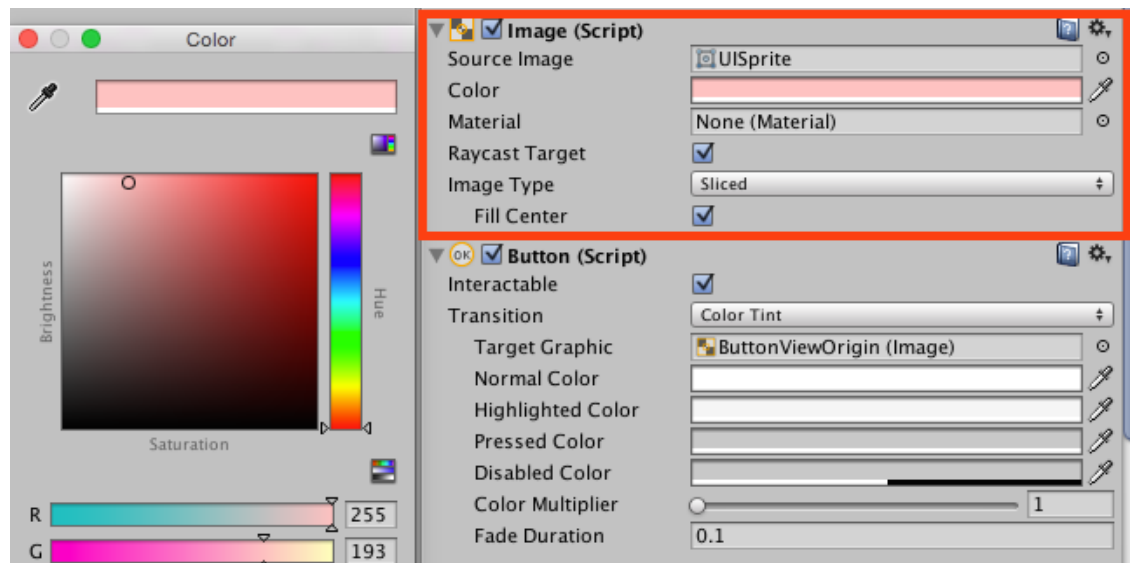 Color
Brightness
Hue
Saturation
R 255
G 193
Image (Script)
Source Image UISprite
Color
Material None (Material)
Raycast Target
Image Type Sliced
Fill Center
OK Button (Script)
Interactable
Transition Color Tint
Target Graphic ButtonViewOrigin (Image)
Normal Color
Highlighted Color
Pressed Color
Disabled Color
Color Multiplier 1
Fade Duration 0.1